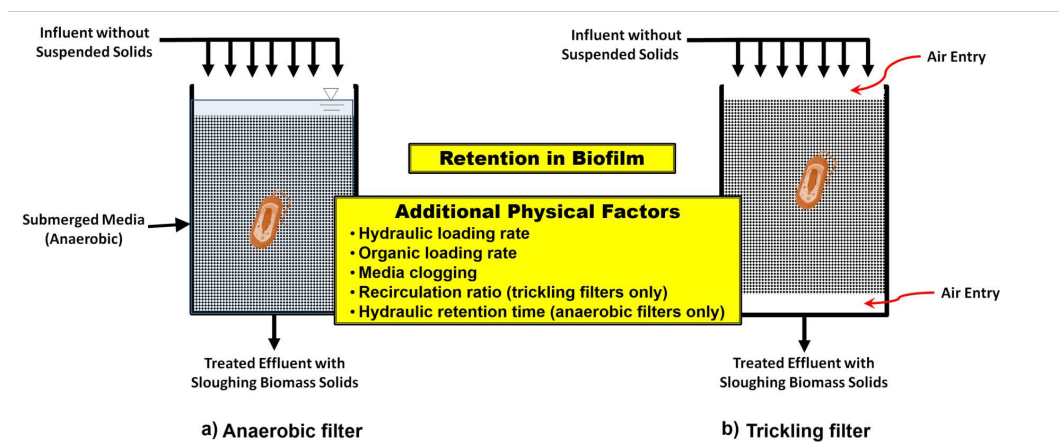 Influent without
Suspended Solids
Submerged Media
(Anaerobic)
Treated Effluent with
Sloughing Biomass Solids
a) Anaerobic filter
Retention in Biofilm
Additional Physical Factors
• Hydraulic loading rate
• Organic loading rate
• Media clogging
• Recirculation ratio (trickling filters only)
• Hydraulic retention time (anaerobic filters only)
Influent without
Suspended Solids
Air Entry
Air Entry
Treated Effluent with
Sloughing Biomass Solids
b) Trickling filter